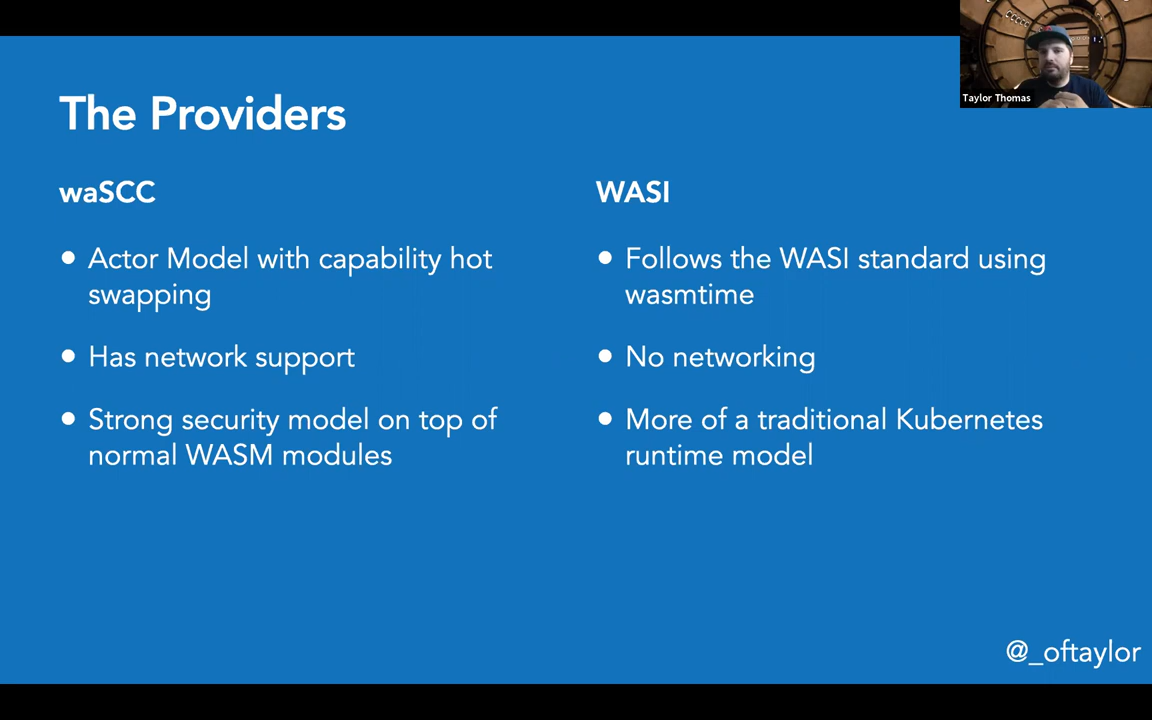 Taylor Thomas
The Providers
waSCC
● Actor Model with capability hot
swapping
● Has network support
● Strong security model on top of
normal WASM modules
WASI
● Follows the WASI standard using
wasmtime
● No networking
● More of a traditional Kubernetes
runtime model
@_oftaylor